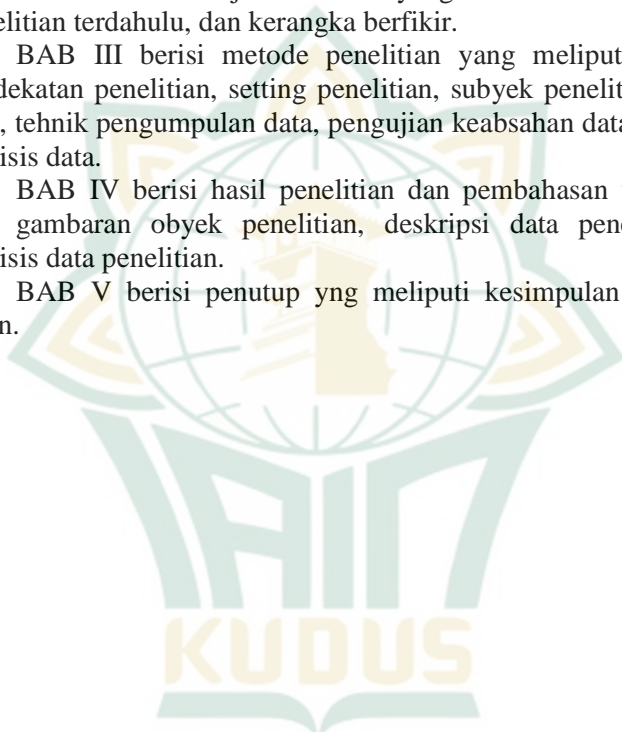 elitian terdahulu, dan kerangka berfikir.
BAB III berisi metode penelitian yang meliput
dekatan penelitian, setting penelitian, subyek penelit
, tehnik pengumpulan data, pengujian keabsahan data
isis data.
BAB IV berisi hasil penelitian dan pembahasan
gambaran obyek penelitian, deskripsi data pen
isis data penelitian.
BAB V berisi penutup yng meliputi kesimpulan
n.
IAIN
KUDUS